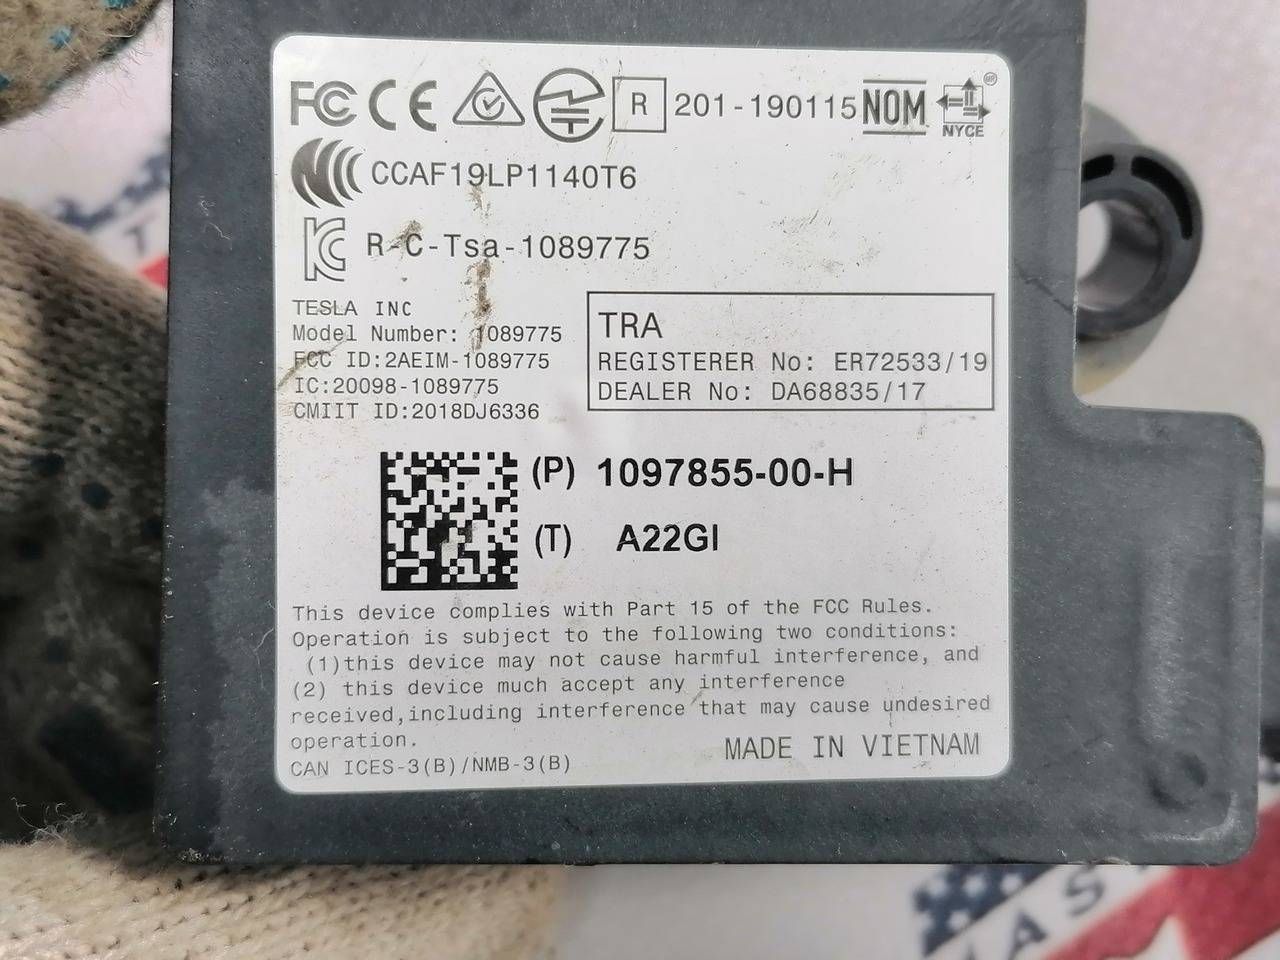 FC CE R 201-190115 NOM NYCE
CCAF19LP1140T6
R-C-Tsa-1089775
TESLA INC
Model Number: 1089775
FCC ID:2AEIM-1089775
IC:20098-1089775
CMIIT ID:2018DJ6336
TRA
REGISTERER No: ER72533/19
DEALER No: DA68835/17
(P) 1097855-00-H
(T) A22GI
This device complies with Part 15 of the FCC Rules.
Operation is subject to the following two conditions:
(1)this device may not cause harmful interference, and
(2) this device much accept any interference
received,including interference that may cause undesired
operation.
MADE IN VIETNAM
CAN ICES-3(B)/NMB-3(B)